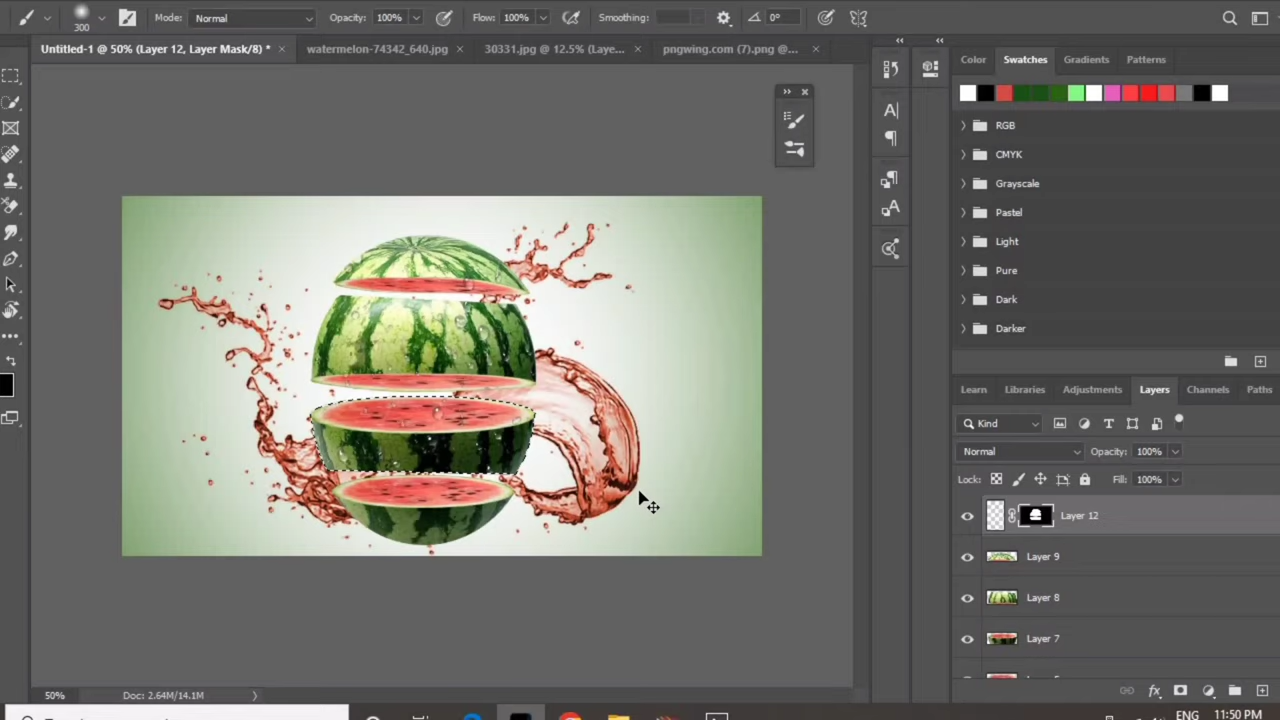 300
Mode: Normal
Opacity: 100%
Flow: 100%
Smoothing:
0°
Untitled-1 @ 50% (Layer 12, Layer Mask/8) *
watermelon-74342_640.jpg
30331.jpg @ 12.5% (Laye...
pngwing.com (7).png @...
Color
Swatches
Gradients
Patterns
RGB
CMYK
Grayscale
Pastel
Light
Pure
Dark
Darker
Learn
Libraries
Adjustments
Layers
Channels
Paths
Kind
Normal
Opacity: 100%
Lock:
Fill: 100%
Layer 12
Layer 9
Layer 8
Layer 7
50%
Doc: 2.64M/14.1M
ENG
11:50 PM